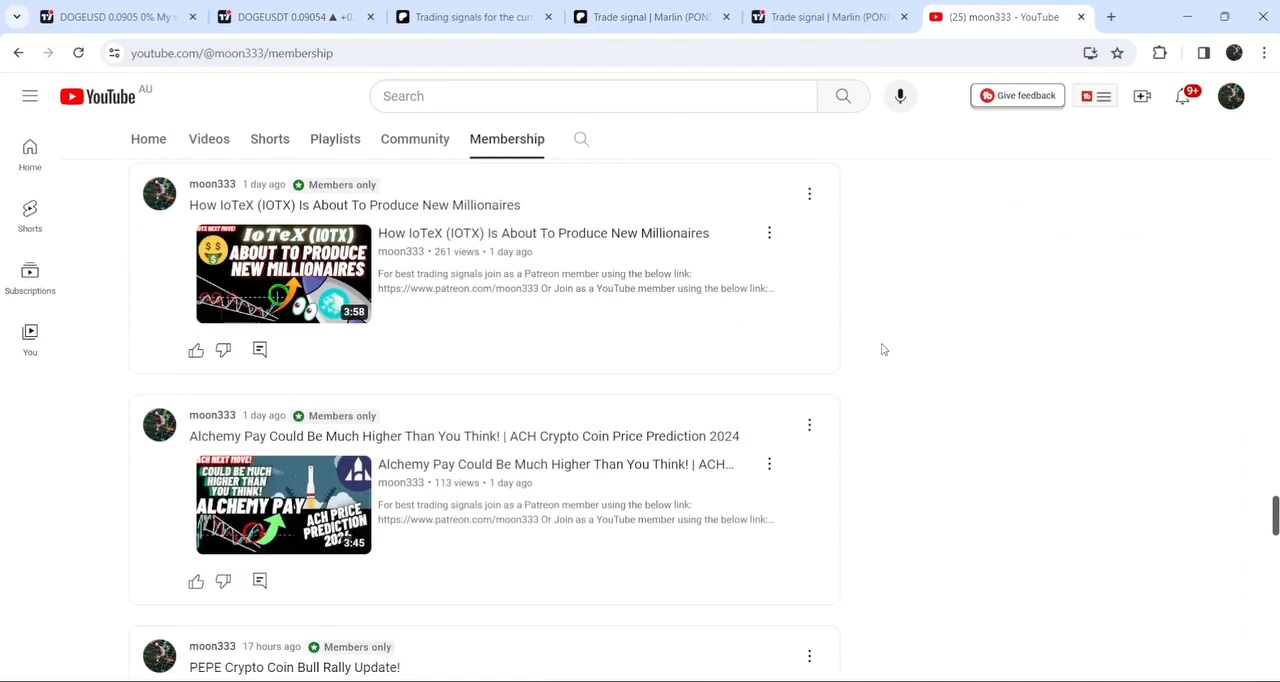 DOGEUSD 0.0905 0% My
DOGEUSDT 0.09054 ▲ +0.
Trading signals for the cur
Trade signal | Marlin (PON
Trade signal | Marlin (PON
(25) moon333 - YouTube
youtube.com/@moon333/membership
YouTube AU
Search
Give feedback
9+
Home
Videos
Shorts
Playlists
Community
Membership
Home
Shorts
Subscriptions
You
moon333 1 day ago Members only
How IoTeX (IOTX) Is About To Produce New Millionaires
IoTeX (IOTX)
ABOUT TO PRODUCE
NEW MILLIONAIRES
3:58
How IoTeX (IOTX) Is About To Produce New Millionaires
moon333 • 261 views • 1 day ago
For best trading signals join as a Patreon member using the below link:
https://www.patreon.com/moon333 Or Join as a YouTube member using the below link:...
moon333 1 day ago Members only
Alchemy Pay Could Be Much Higher Than You Think! | ACH Crypto Coin Price Prediction 2024
ACH NEXT MOVE!
COULD BE MUCH
HIGHER THAN
YOU THINK!
ALCHEMY PAY
ACH PRICE
PREDICTION
3:45
Alchemy Pay Could Be Much Higher Than You Think! | ACH...
moon333 • 113 views • 1 day ago
For best trading signals join as a Patreon member using the below link:
https://www.patreon.com/moon333 Or Join as a YouTube member using the below link:...
moon333 17 hours ago Members only
PEPE Crypto Coin Bull Rally Update!